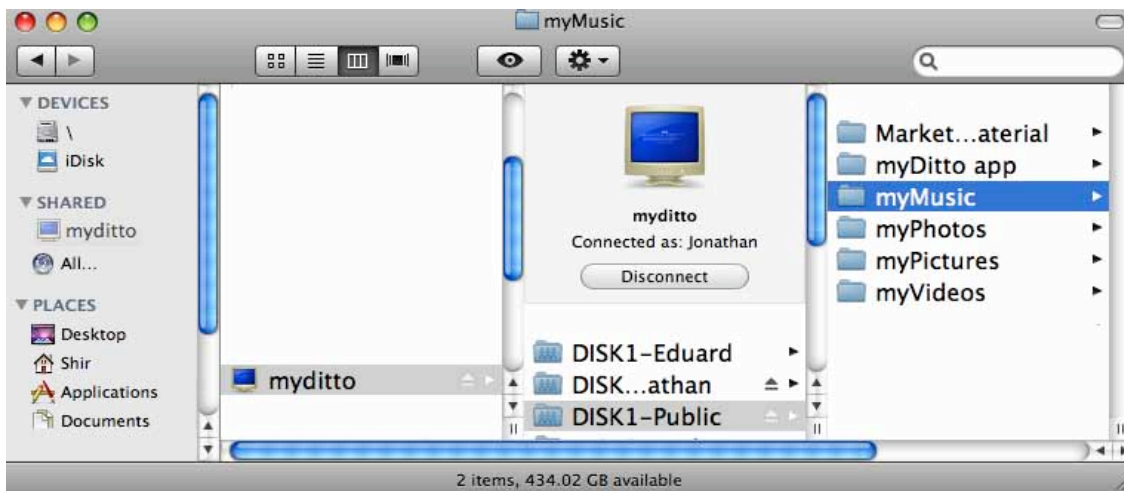 myMusic
DEVICES
\
iDisk
SHARED
myditto
All...
PLACES
Desktop
Shir
Applications
Documents
myditto
myditto
Connected as: Jonathan
Disconnect
DISK1-Eduard
DISK...athan
DISK1-Public
Market...aterial
myDitto app
myMusic
myPhotos
myPictures
myVideos
2 items, 434.02 GB available